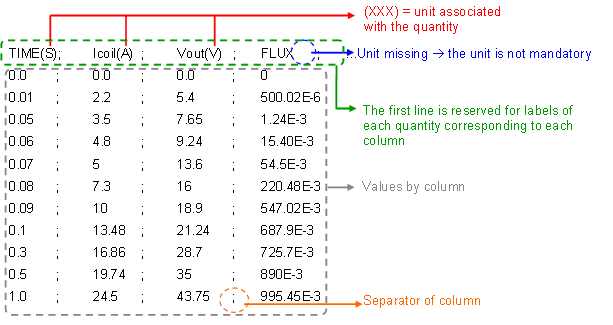 (XXX) = unit associated
with the quantity
TIME(S); Icoil(A) ; Vout(V) ; FLUX ; ...Unit missing → the unit is not mandatory
0.0 ; 0.0 ; 0.0 ; 0
0.01 ; 2.2 ; 5.4 ; 500.02E-6
The first line is reserved for labels of
each quantity corresponding to each
column
0.05 ; 3.5 ; 7.65 ; 1.24E-3
0.06 ; 4.8 ; 9.24 ; 15.40E-3
0.07 ; 5 ; 13.6 ; 54.5E-3
0.08 ; 7.3 ; 16 ; 220.48E-3
Values by column
0.09 ; 10 ; 18.9 ; 547.02E-3
0.1 ; 13.48 ; 21.24 ; 687.9E-3
0.3 ; 16.86 ; 28.7 ; 725.7E-3
0.5 ; 19.74 ; 35 ; 890E-3
1.0 ; 24.5 ; 43.75 ; 995.45E-3
Separator of column